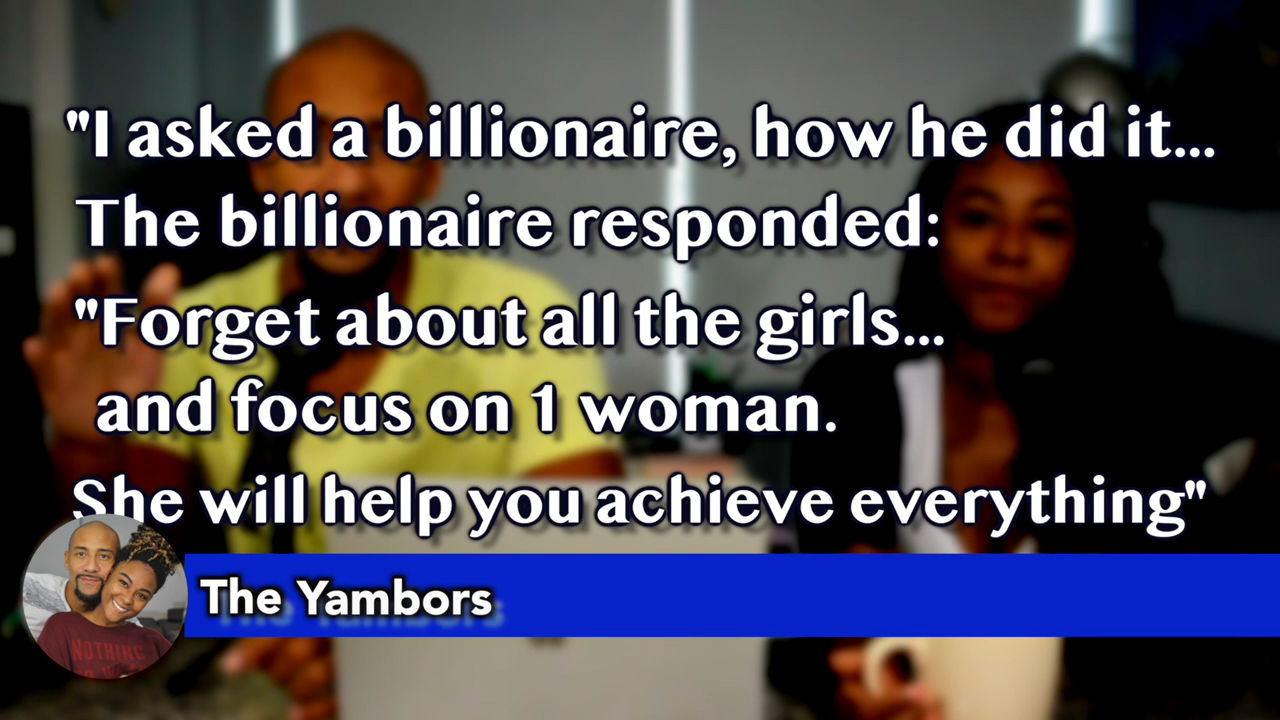 "I asked a billionaire, how he did it...
The billionaire responded:
"Forget about all the girls...
and focus on 1 woman.
She will help you achieve everything"
The Yambors
NOTHING